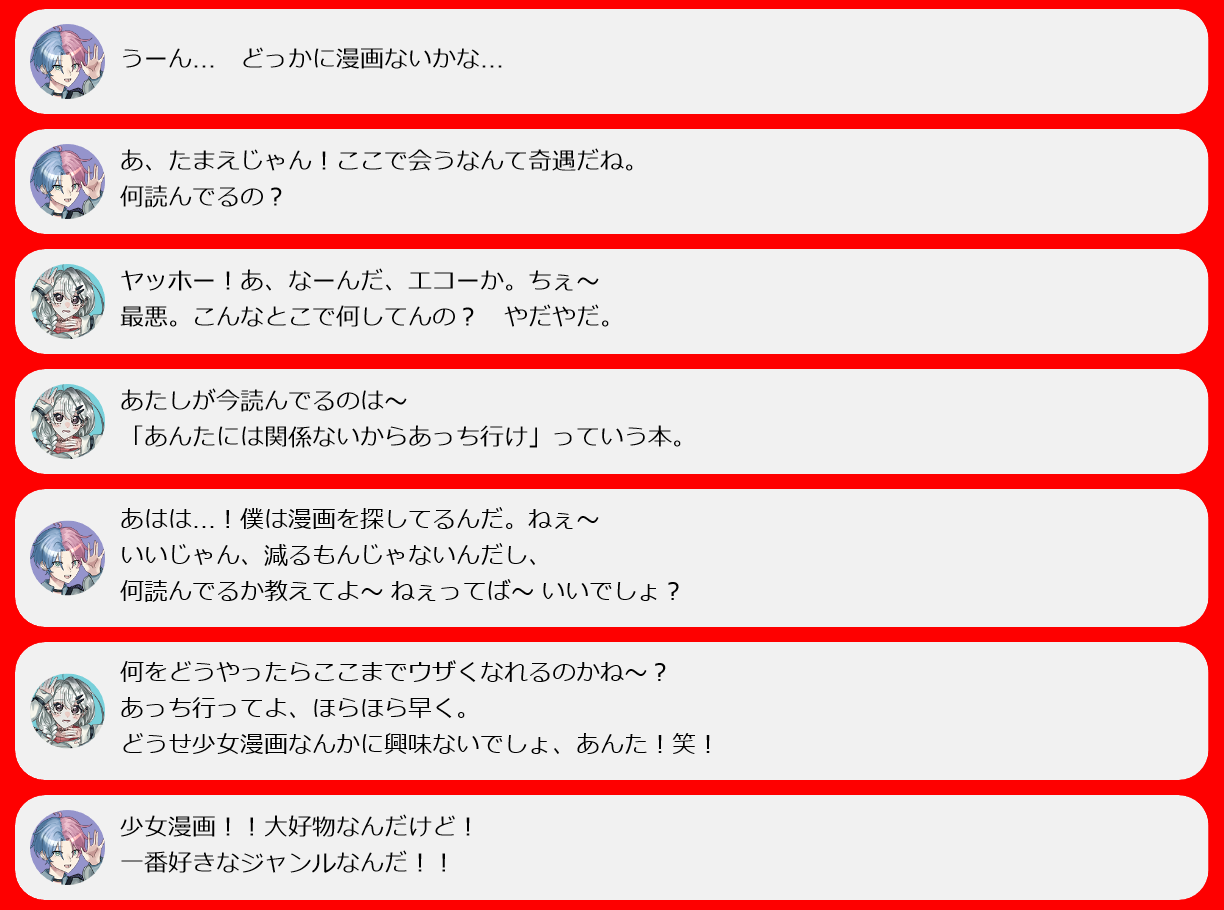 うーん…　どっかに漫画ないかな…
あ、たまえじゃん！ここで会うなんて奇遇だね。
何読んでるの？
ヤッホー！あ、なーんだ、エコーか。ちぇ〜
最悪。こんなとこで何してんの？　やだやだ。
あたしが今読んでるのは〜
「あんたには関係ないからあっち行け」っていう本。
あはは…！僕は漫画を探してるんだ。ねぇ〜
いいじゃん、減るもんじゃないんだし、
何読んでるか教えてよ〜 ねぇってば〜 いいでしょ？
何をどうやったらここまでウザくなれるのかね〜？
あっち行ってよ、ほらほら早く。
どうせ少女漫画なんかに興味ないでしょ、あんた！笑！
少女漫画！！大好物なんだけど！
一番好きなジャンルなんだ！！